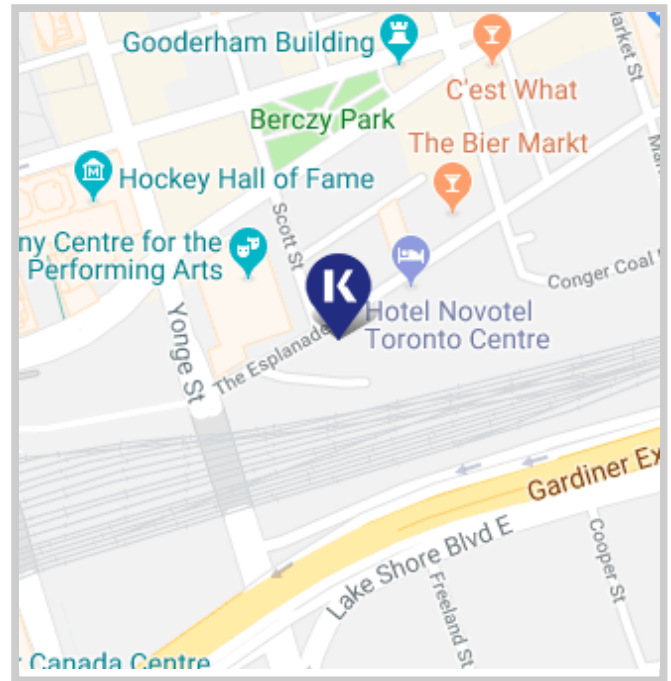 Gooderham Building
Market St
C'est What
Berczy Park
The Bier Markt
Hockey Hall of Fame
Scott St
ny Centre for the
Performing Arts
Conger Coal
K
Hotel Novotel
Toronto Centre
Yonge St
The Esplanade
Gardiner Ex
Lake Shore Blvd E
Cooper St
Freeland St
Canada Centre